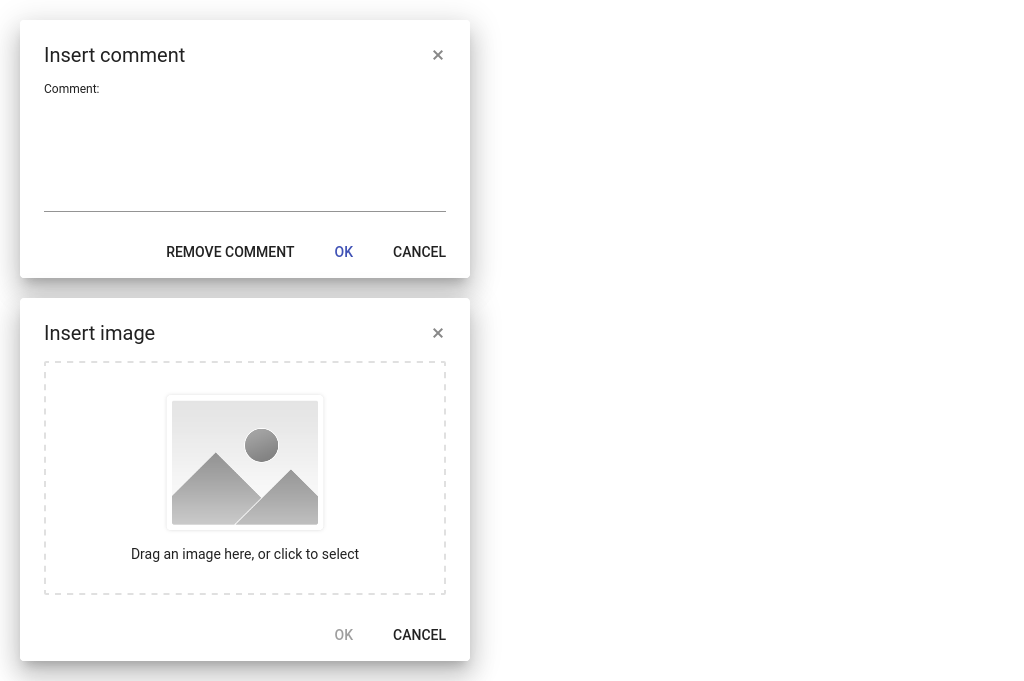 Insert comment
Comment:
REMOVE COMMENT OK CANCEL
Insert image
Drag an image here, or click to select
OK CANCEL